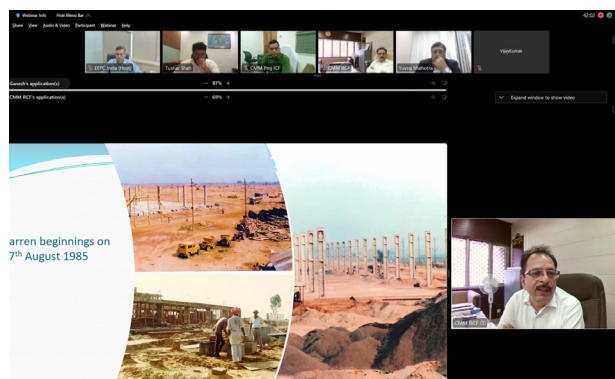 Webinar Info Hide Menu Bar
42:02
Share View Audio & Video Participant Webinar Help
EEPC India (Host)
Tushar Shah
CMM Proj ICF
CMM RCF
Yuvraj Malhotra
Vijaykumar
Ganesh's application(s)
97%
CMM RCF's application(s)
69%
Expand window to show video
arren beginnings on
7th August 1985
CMM RCF